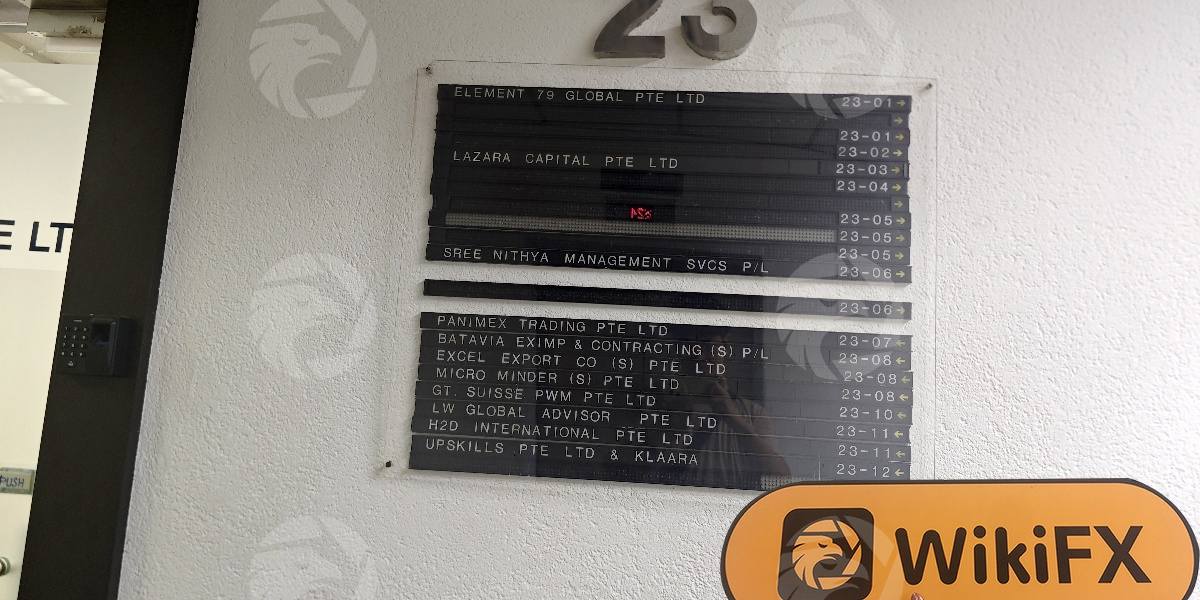 23
ELEMENT 79 GLOBAL PTE LTD 23-01→
→
23-01→
23-02→
LAZARA CAPITAL PTE LTD 23-03→
23-04→
→
23-05→
23-05→
23-05→
SREE NITHYA MANAGEMENT SVCS P/L 23-06→
23-06→
PANIMEX TRADING PTE LTD 23-07←
BATAVIA EXIMP & CONTRACTING (S) P/L 23-08←
EXCEL EXPORT CO (S) PTE LTD 23-08←
MICRO MINDER (S) PTE LTD 23-08←
GT. SUISSE PWM PTE LTD 23-10←
LW GLOBAL ADVISOR PTE LTD 23-11←
H2D INTERNATIONAL PTE LTD 23-11←
UPSKILLS PTE LTD & KLAARA 23-12←
E LT
PUSH
WikiFX